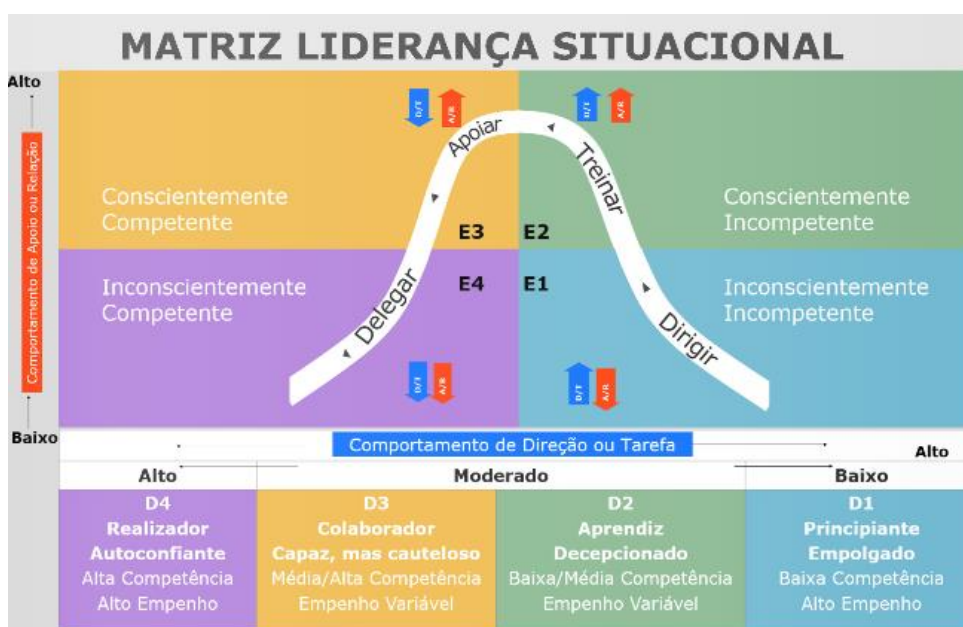 MATRIZ LIDERANÇA SITUACIONAL
Alto
Comportamento de Apoio ou Relação
Baixo
D/T
A/R
D/T
A/R
Apoiar
Treinar
Conscientemente
Competente
Conscientemente
Incompetente
E3
E2
E4
E1
Inconscientemente
Competente
Inconscientemente
Incompetente
Delegar
Dirigir
D/T
A/R
D/T
A/R
Comportamento de Direção ou Tarefa
Alto
Alto
Moderado
Baixo
D4
Realizador
Autoconfiante
Alta Competência
Alto Empenho
D3
Colaborador
Capaz, mas cauteloso
Média/Alta Competência
Empenho Variável
D2
Aprendiz
Decepcionado
Baixa/Média Competência
Empenho Variável
D1
Principiante
Empolgado
Baixa Competência
Alto Empenho